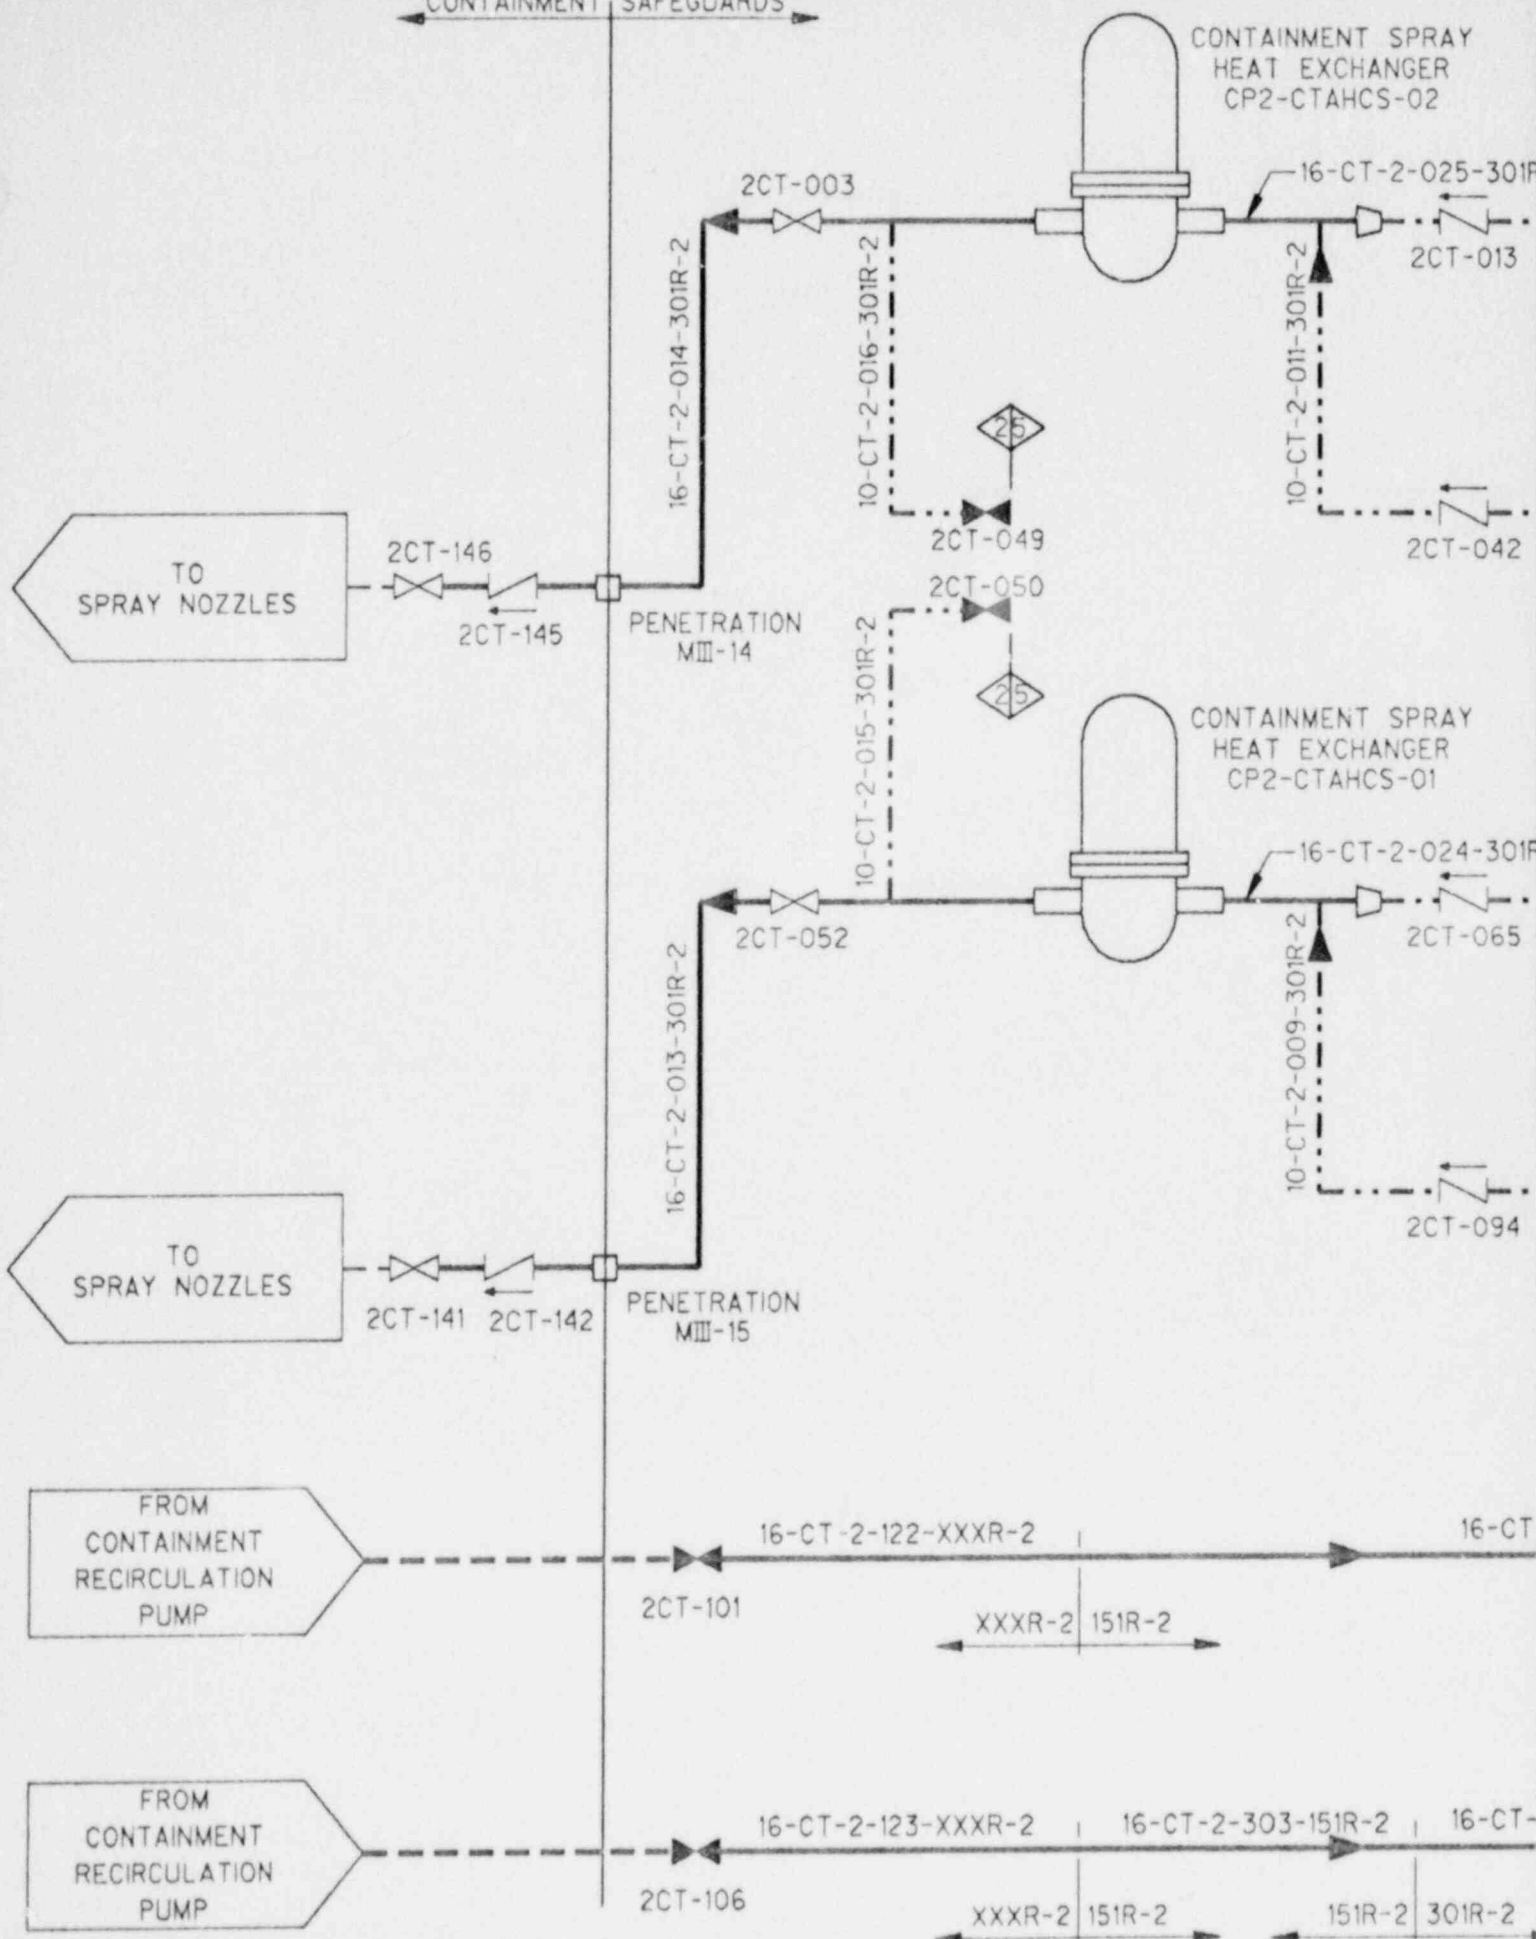 CONTAINMENT SAFEGUARDS
CONTAINMENT SPRAY
HEAT EXCHANGER
CP2-CTAHCS-02
16-CT-2-025-301R
2CT-003
2CT-013
16-CT-2-014-301R-2
10-CT-2-016-301R-2
10-CT-2-011-301R-2
2CT-049
2CT-042
TO
SPRAY NOZZLES
2CT-146
2CT-145
PENETRATION
MIII-14
2CT-050
25
10-CT-2-015-301R-2
CONTAINMENT SPRAY
HEAT EXCHANGER
CP2-CTAHCS-01
16-CT-2-024-301R
2CT-052
2CT-065
16-CT-2-013-301R-2
10-CT-2-009-301R-2
2CT-094
TO
SPRAY NOZZLES
2CT-141
2CT-142
PENETRATION
MIII-15
FROM
CONTAINMENT
RECIRCULATION
PUMP
16-CT-2-122-XXXR-2
16-CT
2CT-101
XXXR-2
151R-2
FROM
CONTAINMENT
RECIRCULATION
PUMP
16-CT-2-123-XXXR-2
16-CT-2-303-151R-2
16-CT-
2CT-106
XXXR-2
151R-2
151R-2
301R-2